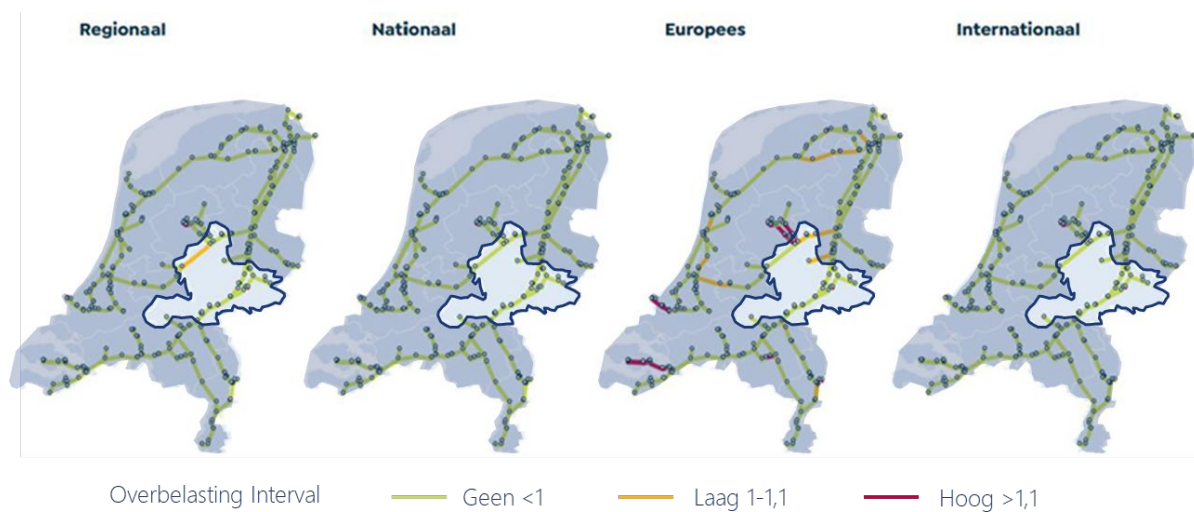 Regionaal
Nationaal
Europees
Internationaal
Overbelasting Interval
Geen <1
Laag 1-1,1
Hoog >1,1